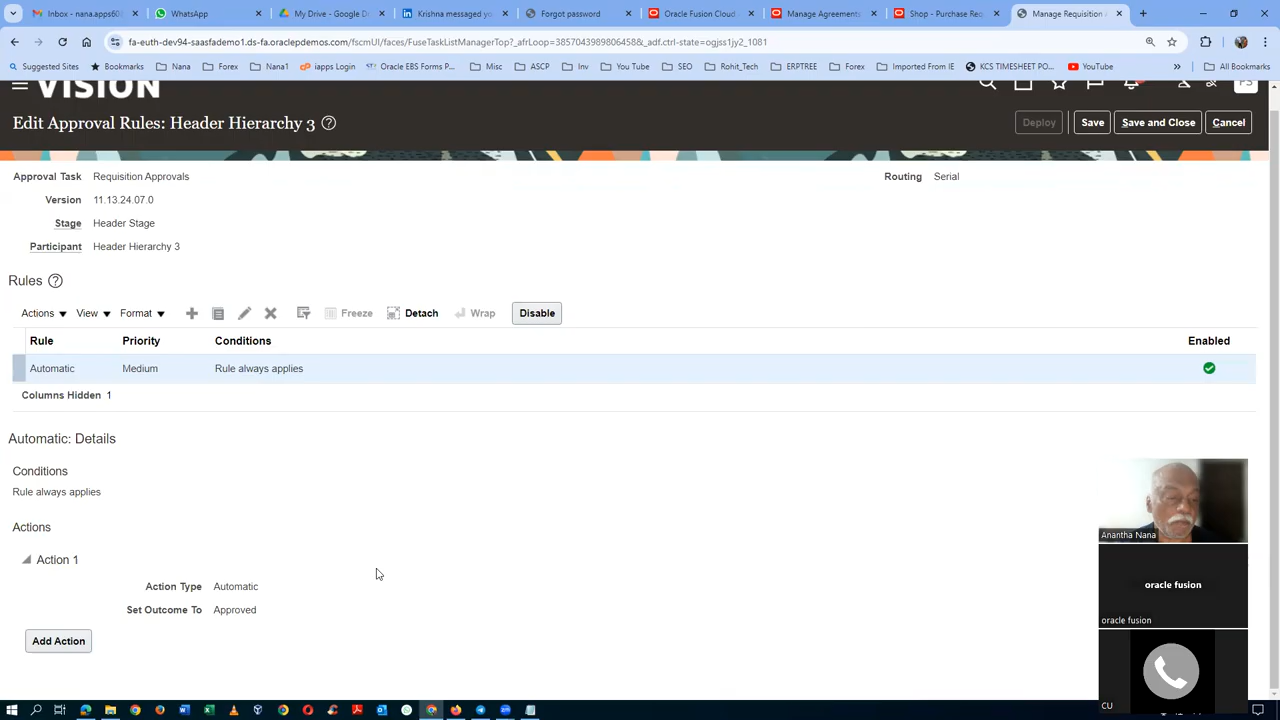 Inbox - nana.apps60
WhatsApp
My Drive - Google D
Krishna messaged yo
Forgot password
Oracle Fusion Cloud A
Manage Agreements
Shop - Purchase Req
Manage Requisition A
fa-euth-dev94-saasfademo1.ds-fa.oraclepdemos.com/fscmUI/faces/FuseTaskListManagerTop?_afrLoop=38570439898064588&_adf.ctrl-state=ogjss1jy2_1081
Suggested Sites
Bookmarks
Nana
Forex
Nana1
iapps Login
Oracle EBS Forms P...
Misc
ASCP
Inv
You Tube
SEO
Rohit_Tech
ERPTREE
Forex
Imported From IE
KCS TIMESHEET PO...
YouTube
All Bookmarks
VISION
Edit Approval Rules: Header Hierarchy 3
Deploy
Save
Save and Close
Cancel
Approval Task Requisition Approvals
Routing Serial
Version 11.13.24.07.0
Stage Header Stage
Participant Header Hierarchy 3
Rules
Actions View Format Freeze Detach Wrap Disable
Rule Priority Conditions Enabled
Automatic Medium Rule always applies
Columns Hidden 1
Automatic: Details
Conditions
Rule always applies
Actions
Action 1
Action Type Automatic
Set Outcome To Approved
Add Action
Anantha Nana
oracle fusion
oracle fusion
CU